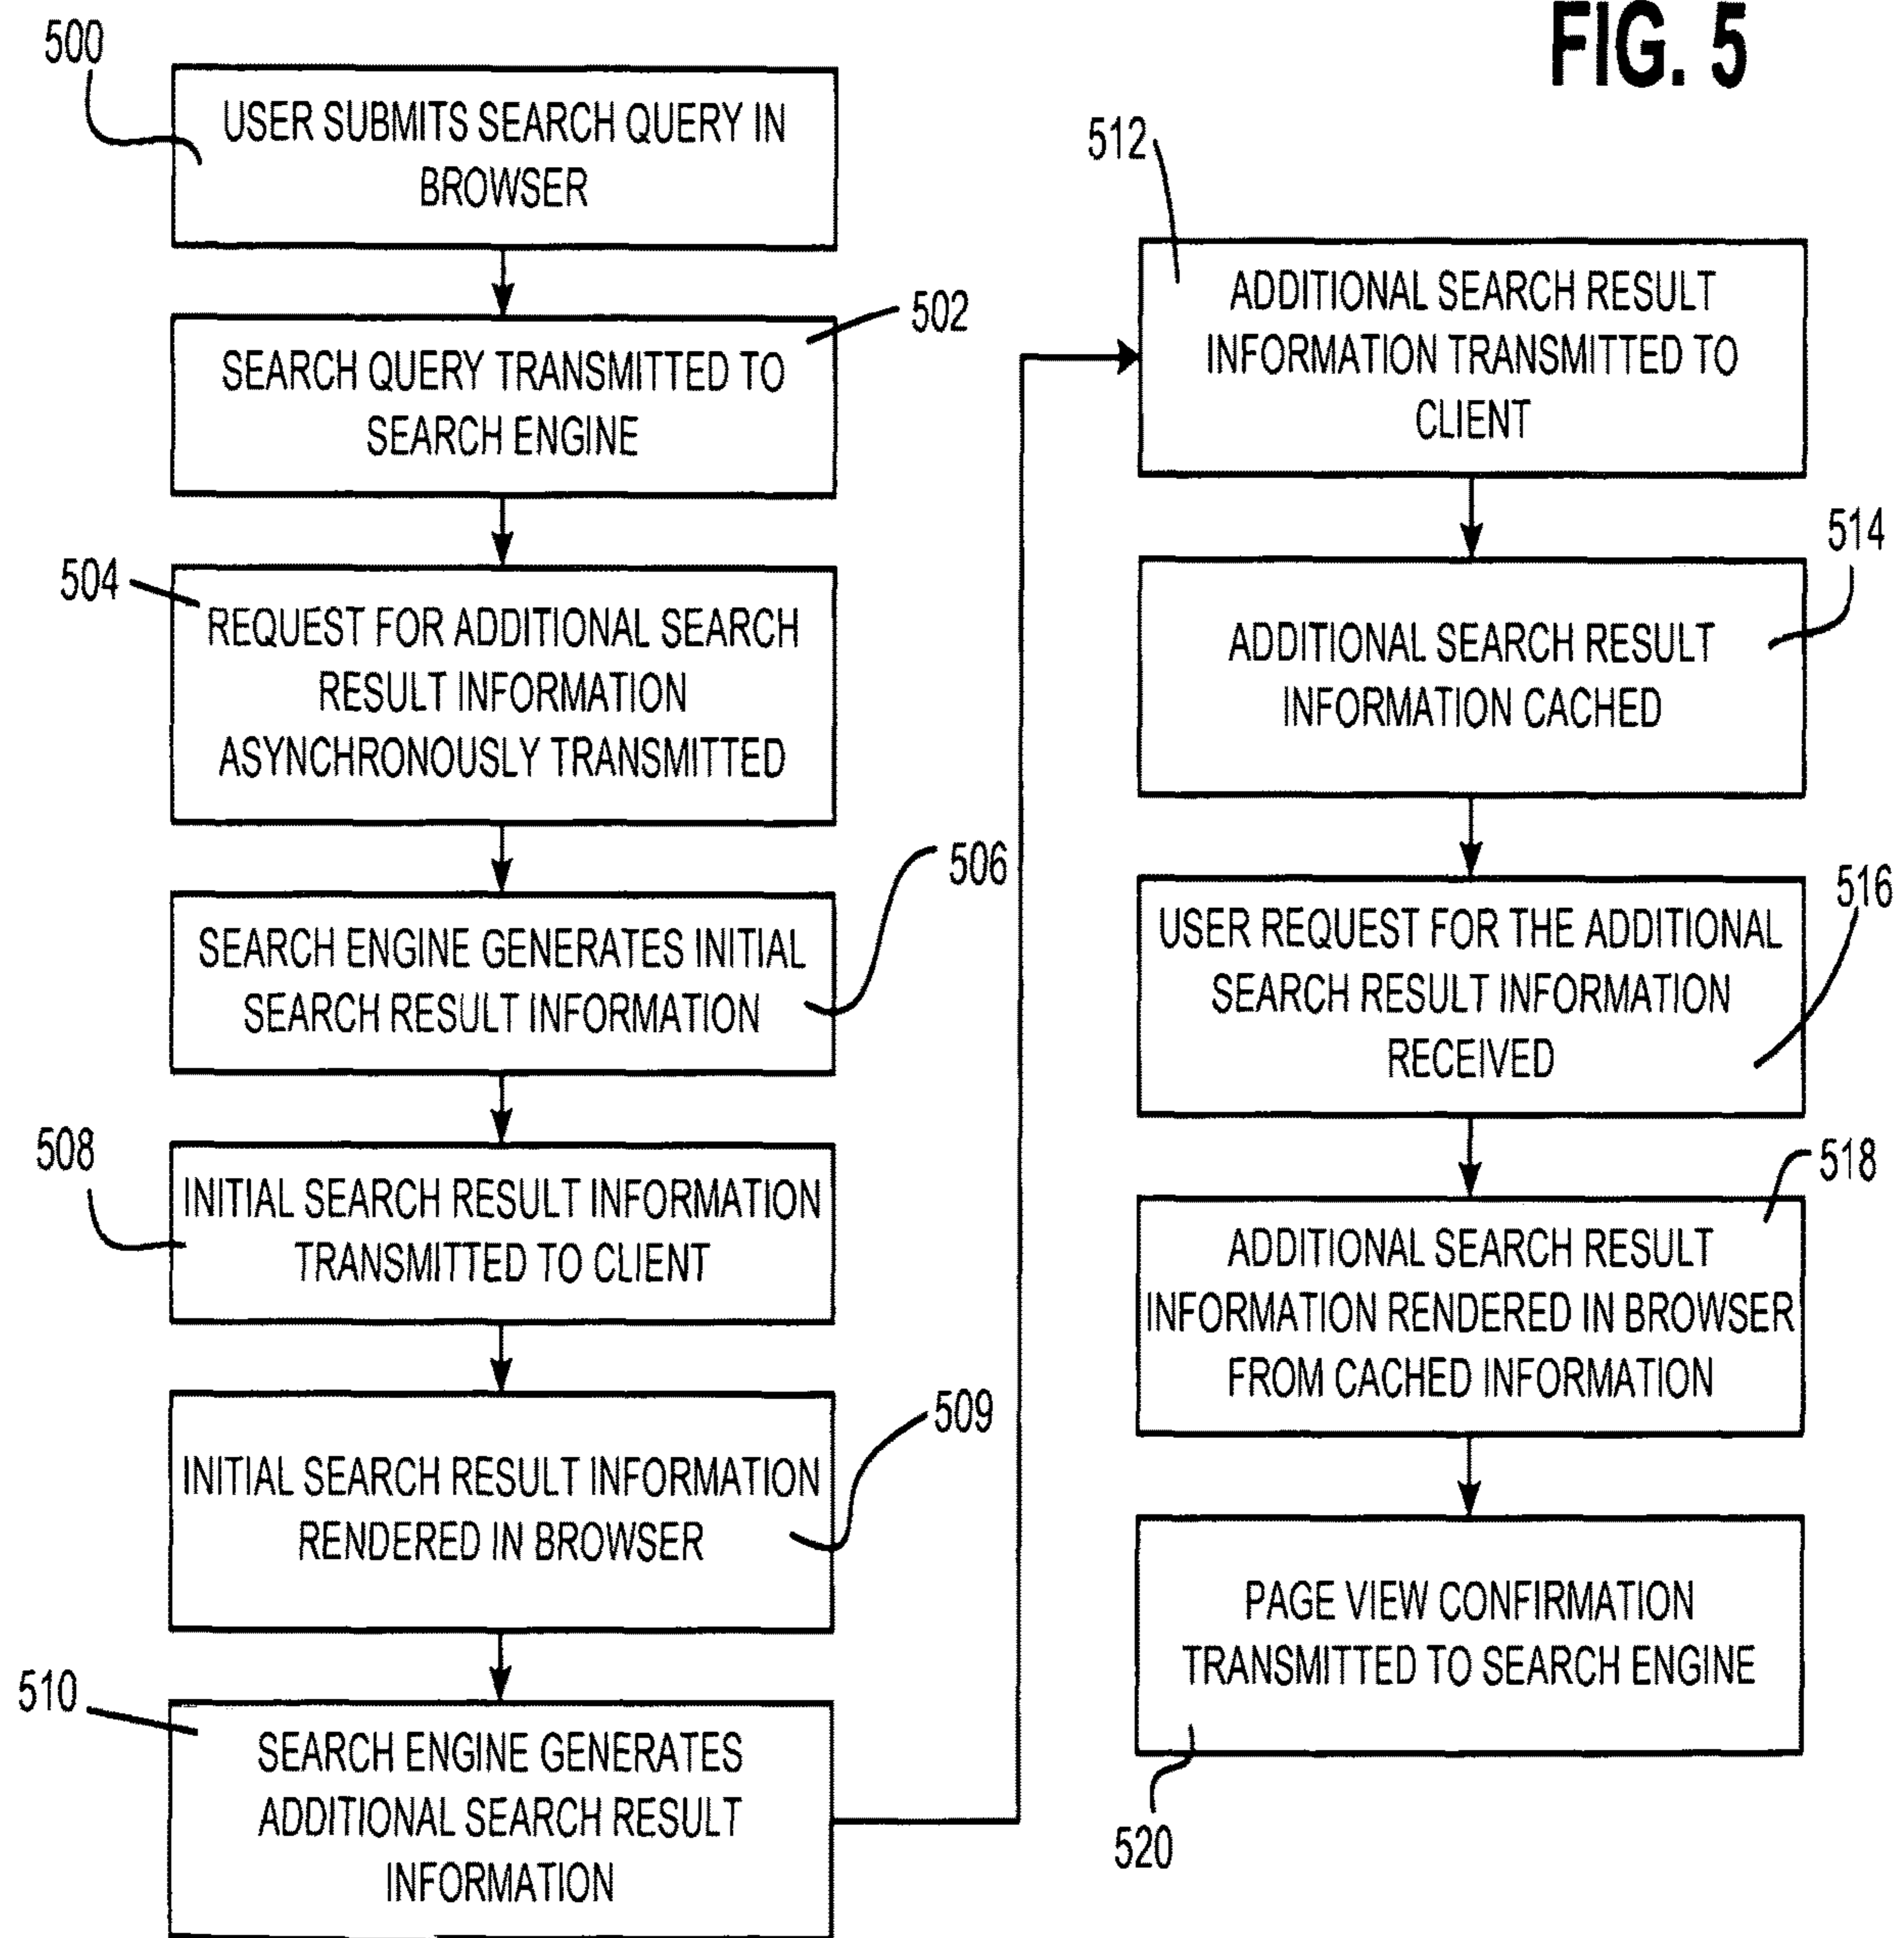 FIG. 5
500
USER SUBMITS SEARCH QUERY IN
BROWSER
502
SEARCH QUERY TRANSMITTED TO
SEARCH ENGINE
504
REQUEST FOR ADDITIONAL SEARCH
RESULT INFORMATION
ASYNCHRONOUSLY TRANSMITTED
506
SEARCH ENGINE GENERATES INITIAL
SEARCH RESULT INFORMATION
508
INITIAL SEARCH RESULT INFORMATION
TRANSMITTED TO CLIENT
509
INITIAL SEARCH RESULT INFORMATION
RENDERED IN BROWSER
510
SEARCH ENGINE GENERATES
ADDITIONAL SEARCH RESULT
INFORMATION
512
ADDITIONAL SEARCH RESULT
INFORMATION TRANSMITTED TO
CLIENT
514
ADDITIONAL SEARCH RESULT
INFORMATION CACHED
516
USER REQUEST FOR THE ADDITIONAL
SEARCH RESULT INFORMATION
RECEIVED
518
ADDITIONAL SEARCH RESULT
INFORMATION RENDERED IN BROWSER
FROM CACHED INFORMATION
PAGE VIEW CONFIRMATION
TRANSMITTED TO SEARCH ENGINE
520